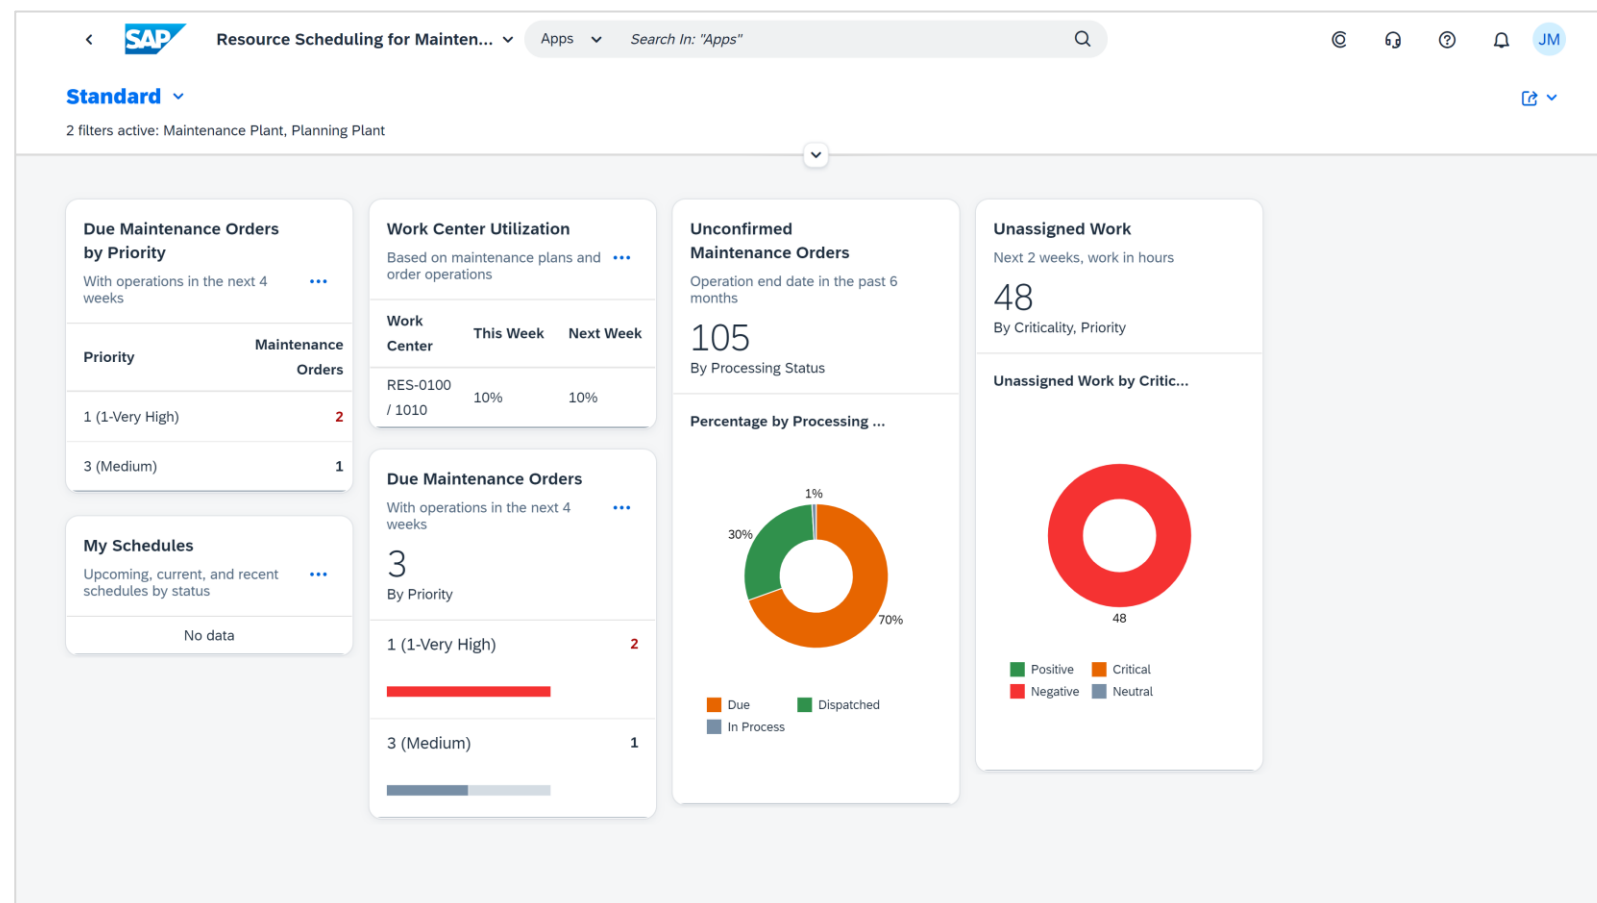 SAP
Resource Scheduling for Mainten...
Apps
Search In: "Apps"
JM
Standard
2 filters active: Maintenance Plant, Planning Plant
Due Maintenance Orders
by Priority
With operations in the next 4
weeks
Priority
Maintenance
Orders
1 (1-Very High) 2
3 (Medium) 1
My Schedules
Upcoming, current, and recent
schedules by status
No data
Work Center Utilization
Based on maintenance plans and
order operations
Work
Center
This Week
Next Week
RES-0100
/ 1010
10%
10%
Due Maintenance Orders
With operations in the next 4
weeks
3
By Priority
1 (1-Very High) 2
3 (Medium) 1
Unconfirmed
Maintenance Orders
Operation end date in the past 6
months
105
By Processing Status
Percentage by Processing ...
1%
30%
70%
Due
Dispatched
In Process
Unassigned Work
Next 2 weeks, work in hours
48
By Criticality, Priority
Unassigned Work by Critic...
48
Positive
Critical
Negative
Neutral